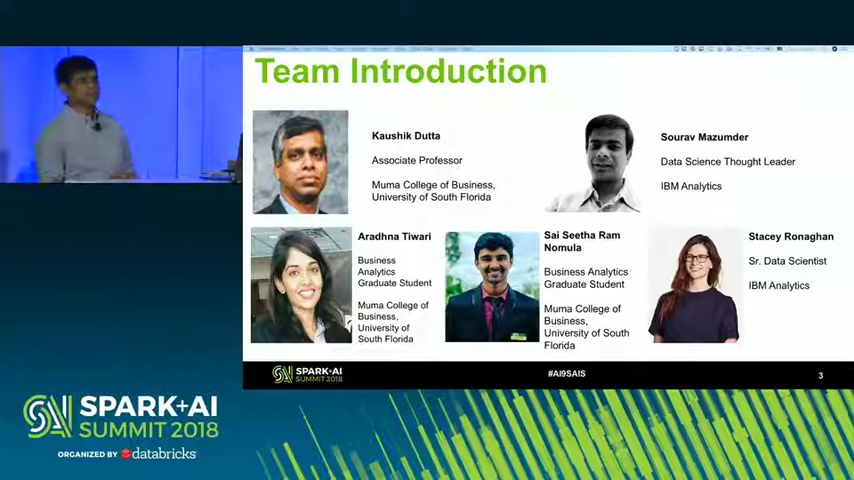 Team Introduction
Kaushik Dutta
Associate Professor
Muma College of Business,
University of South Florida
Sourav Mazumder
Data Science Thought Leader
IBM Analytics
Aradhna Tiwari
Business
Analytics
Graduate Student
Muma College of
Business,
University of
South Florida
Sai Seetha Ram
Nomula
Business Analytics
Graduate Student
Muma College of
Business,
University of South
Florida
Stacey Ronaghan
Sr. Data Scientist
IBM Analytics
SPARK+AI
SUMMIT 2018
#AI9SAIS
3
SPARK+AI
SUMMIT 2018
ORGANIZED BY databricks